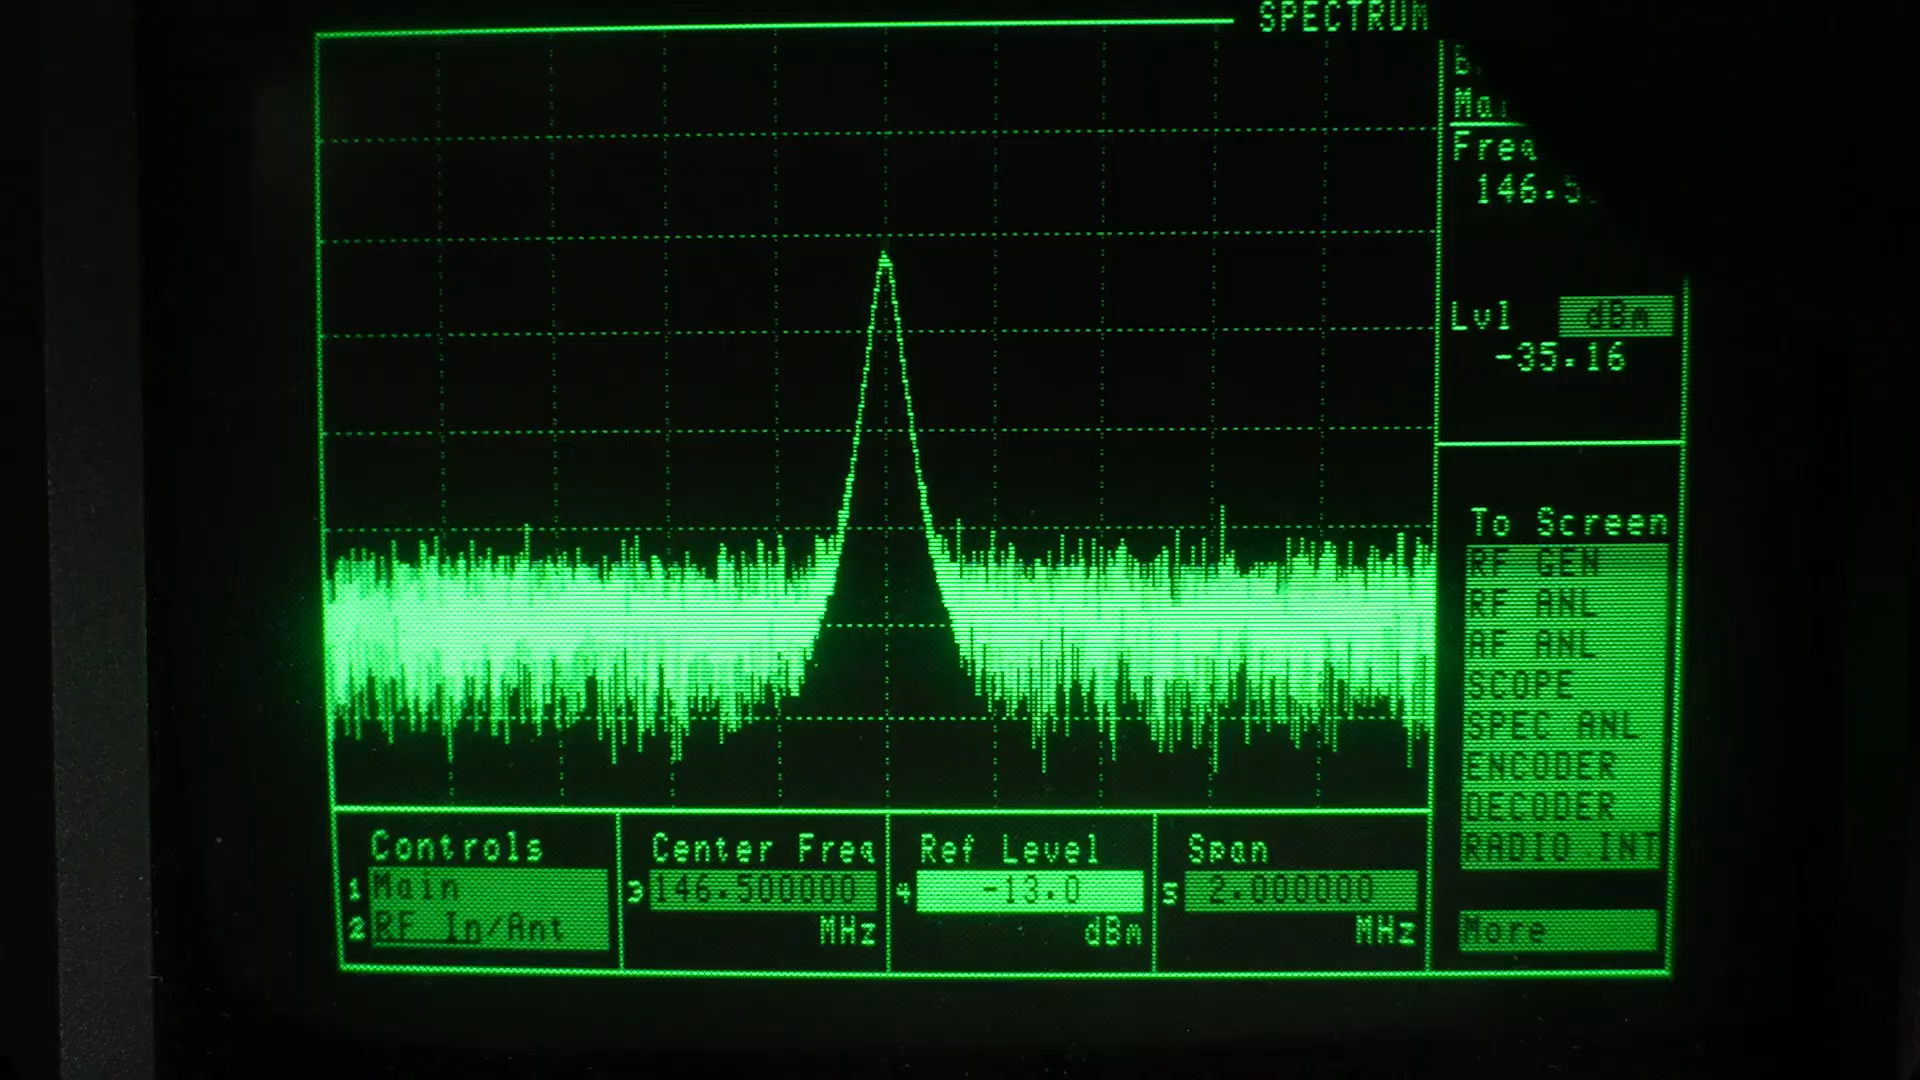 SPECTRUM
Freq
146.5
Lvl dBm
-35.16
To Screen
RF GEN
RF ANL
AF ANL
SCOPE
SPEC ANL
ENCODER
DECODER
RADIO INT
More
Controls
1 Main
2 RF In/Ant
Center Freq
3 146.500000
MHz
Ref Level
4 -13.0
dBm
Span
5 2.000000
MHz